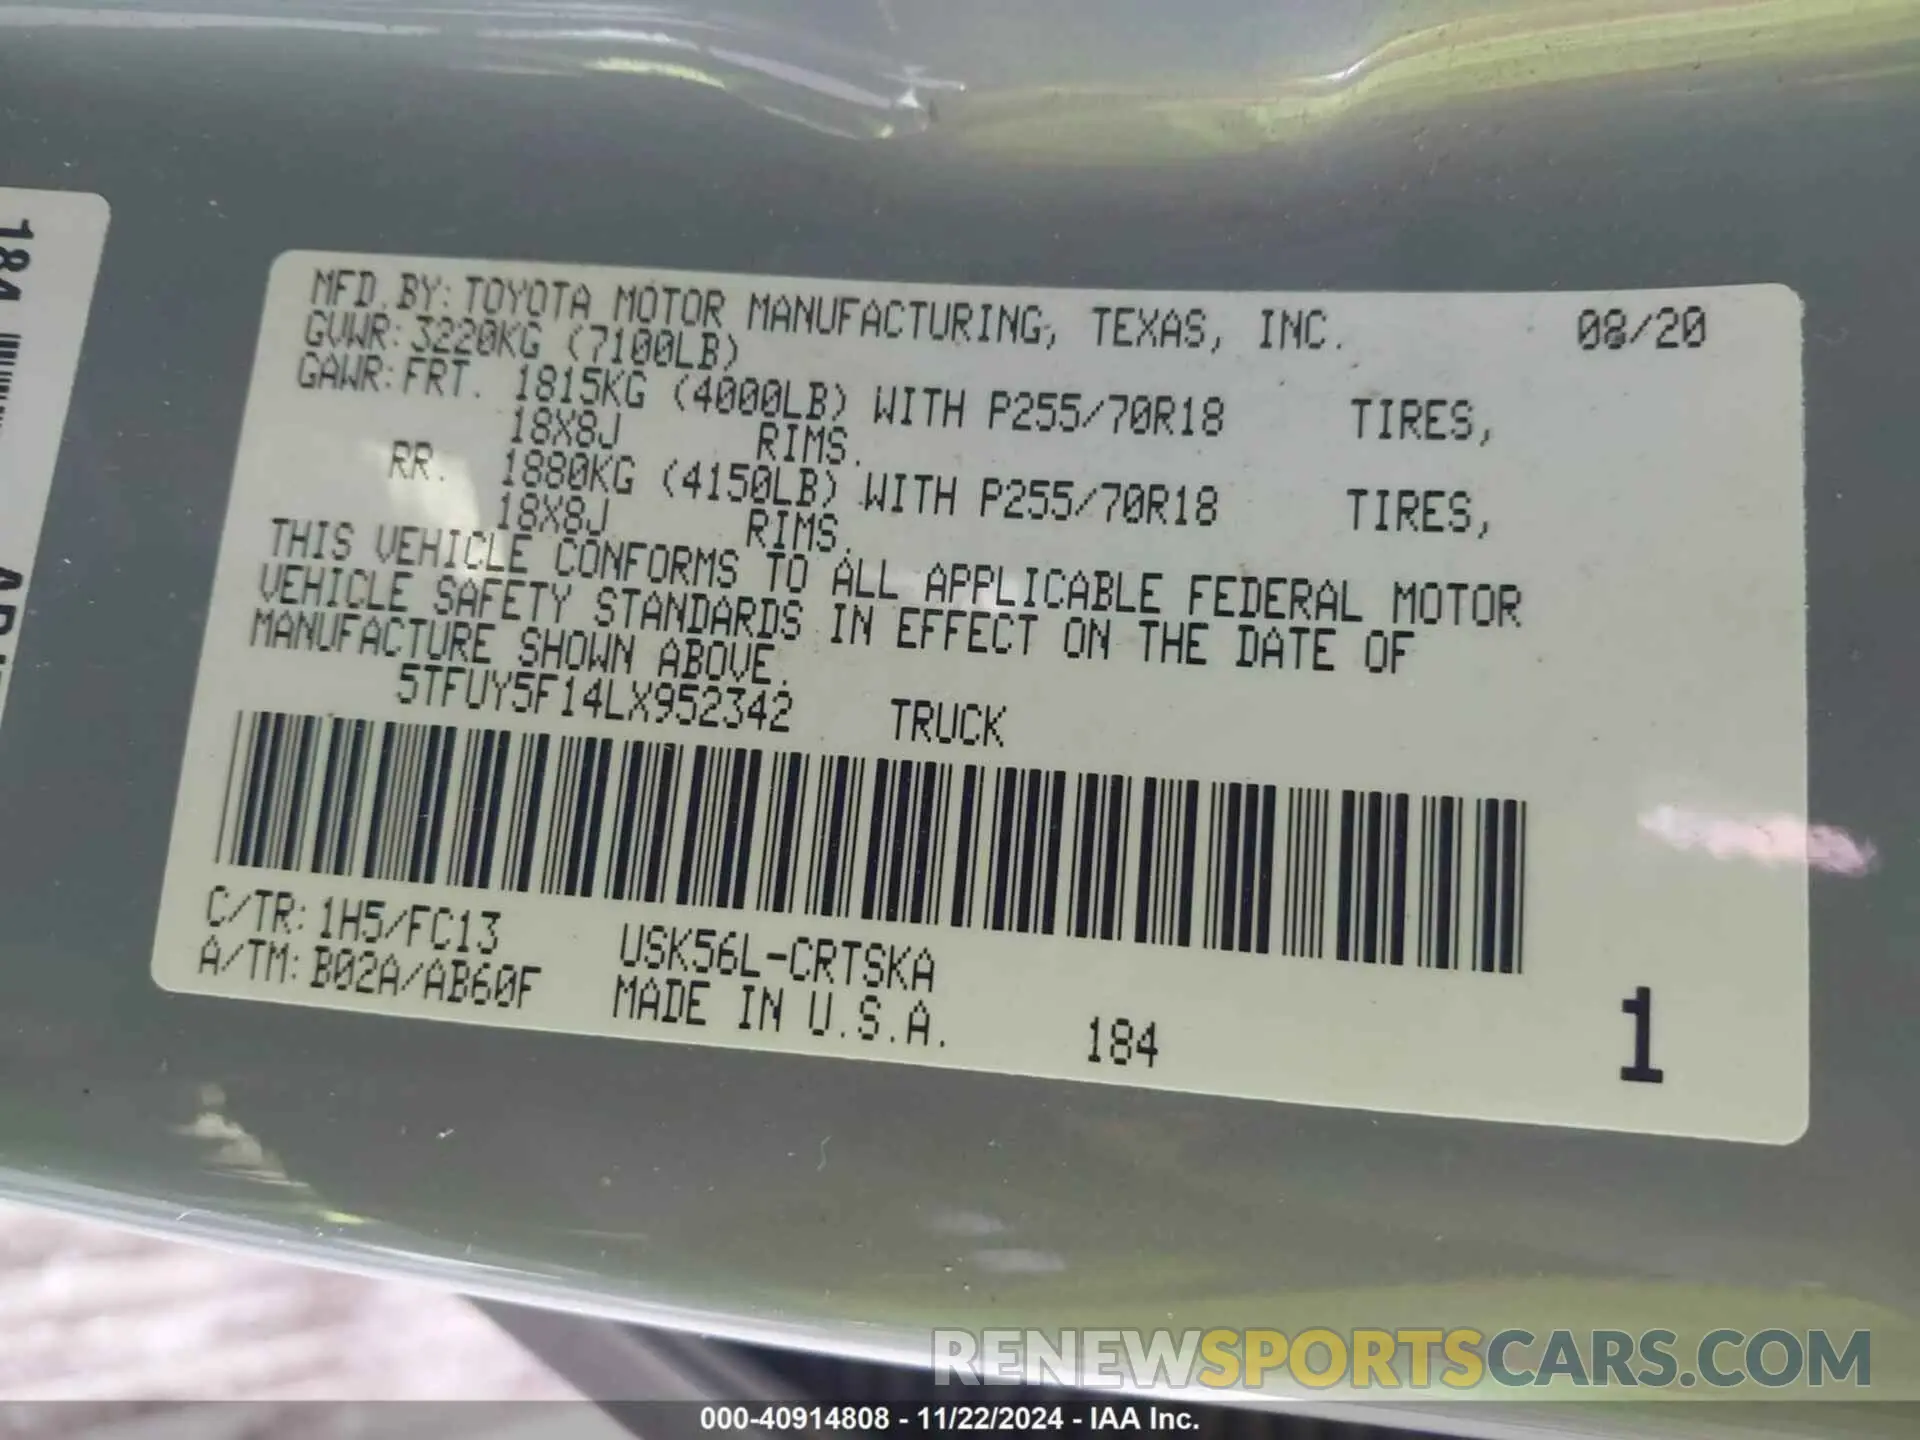 MFD. BY: TOYOTA MOTOR MANUFACTURING, TEXAS, INC. 08/20
GVWR: 3220KG (7100LB)
GAWR: FRT. 1815KG (4000LB) WITH P255/70R18 TIRES,
18X8J RIMS.
RR. 1880KG (4150LB) WITH P255/70R18 TIRES,
18X8J RIMS.
THIS VEHICLE CONFORMS TO ALL APPLICABLE FEDERAL MOTOR
VEHICLE SAFETY STANDARDS IN EFFECT ON THE DATE OF
MANUFACTURE SHOWN ABOVE.
5TFUY5F14LX952342 TRUCK
C/TR: 1H5/FC13 USK56L-CRTSKA
A/TM: B02A/AB60F MADE IN U.S.A. 184 1
184
RENEWSPORTSCARS.COM
000-40914808 - 11/22/2024 - IAA Inc.